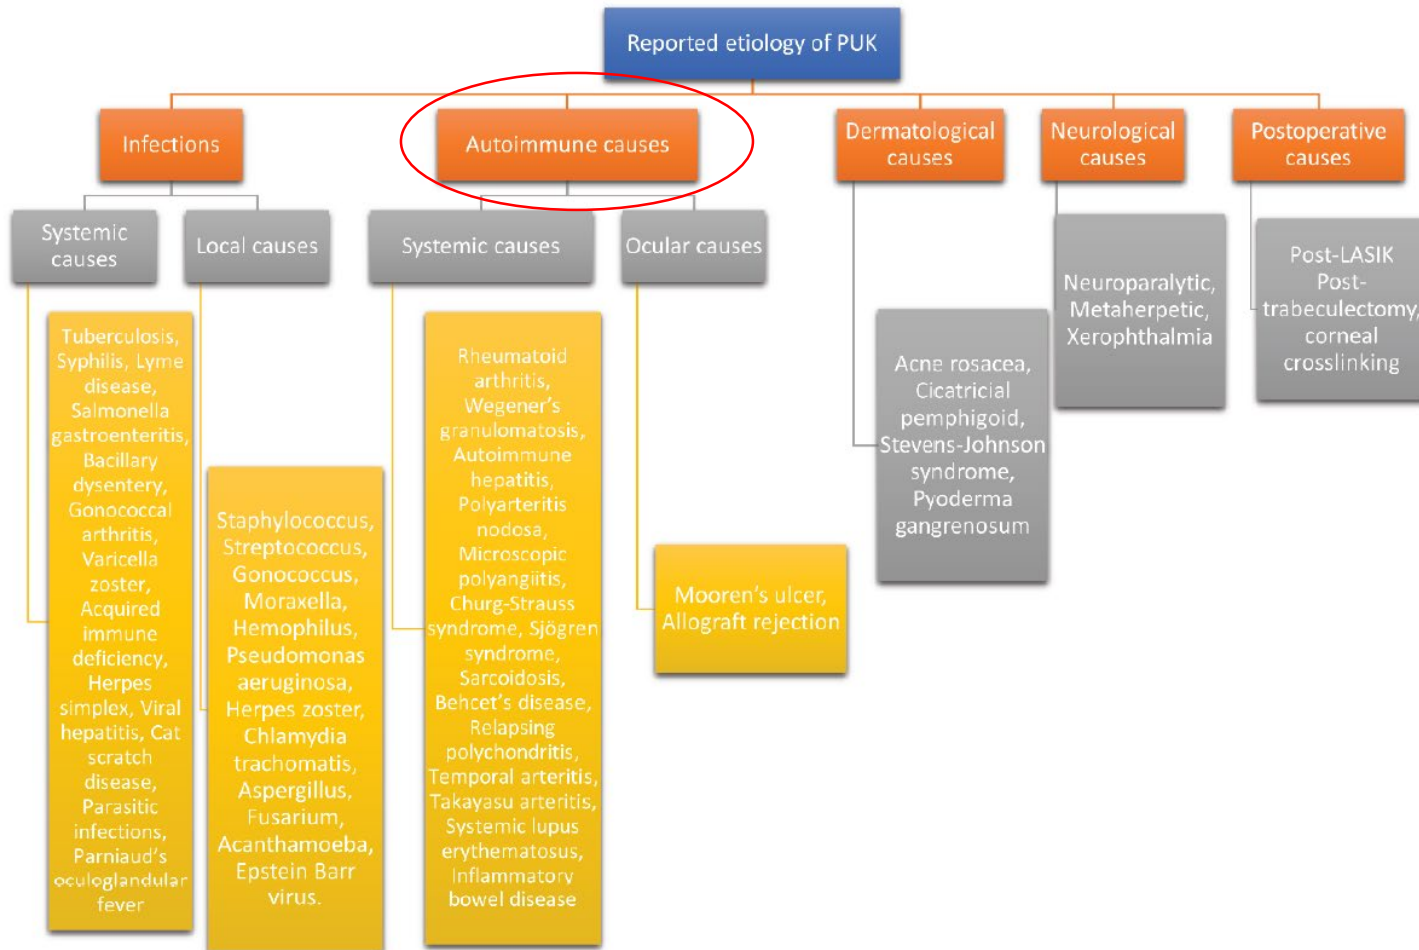 Reported etiology of PUK
Infections
Autoimmune causes
Dermatological
causes
Neurological
causes
Postoperative
causes
Systemic
causes
Local causes
Systemic causes
Ocular causes
Tuberculosis,
Syphilis, Lyme
disease,
Salmonella
gastroenteritis,
Bacillary
dysentery,
Gonococcal
arthritis,
Varicella
zoster,
Acquired
immune
deficiency,
Herpes
simplex, Viral
hepatitis, Cat
scratch
disease,
Parasitic
infections,
Parniaud's
oculoglandular
fever
Staphylococcus,
Streptococcus,
Gonococcus,
Moraxella,
Hemophilus,
Pseudomonas
aeruginosa,
Herpes zoster,
Chlamydia
trachomatis,
Aspergillus,
Fusarium,
Acanthamoeba,
Epstein Barr
virus.
Rheumatoid
arthritis,
Wegener's
granulomatosis,
Autoimmune
hepatitis,
Polyarteritis
nodosa,
Microscopic
polyangiitis,
Churg-Strauss
syndrome, Sjögren
syndrome,
Sarcoidosis,
Behcet's disease,
Relapsing
polychondritis,
Temporal arteritis,
Takayasu arteritis,
Systemic lupus
erythematosus,
Inflammatory
bowel disease
Mooren's ulcer,
Allograft rejection
Acne rosacea,
Cicatricial
pemphigoid,
Stevens-Johnson
syndrome,
Pyoderma
gangrenosum
Neuroparalytic,
Metaherpetic,
Xerophthalmia
Post-LASIK
Post-
trabeculectomy,
corneal
crosslinking